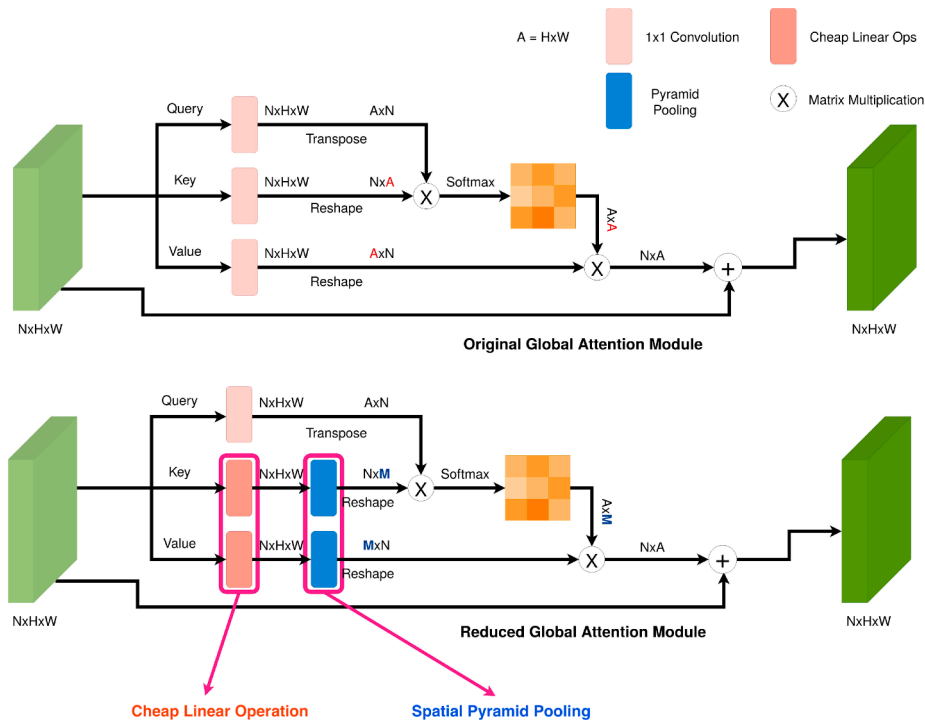 A = HxW
1x1 Convolution
Cheap Linear Ops
Pyramid
Pooling
X
Matrix Multiplication
Query
NxHxW
AxN
Transpose
Key
NxHxW
NxA
Reshape
X
Softmax
AxA
Value
NxHxW
AxN
Reshape
X
NxA
+
NxHxW
NxHxW
Original Global Attention Module
Query
NxHxW
AxN
Transpose
Key
NxHxW
NxM
Reshape
X
Softmax
AxM
Value
NxHxW
MxN
Reshape
X
NxA
+
NxHxW
NxHxW
Reduced Global Attention Module
Cheap Linear Operation
Spatial Pyramid Pooling